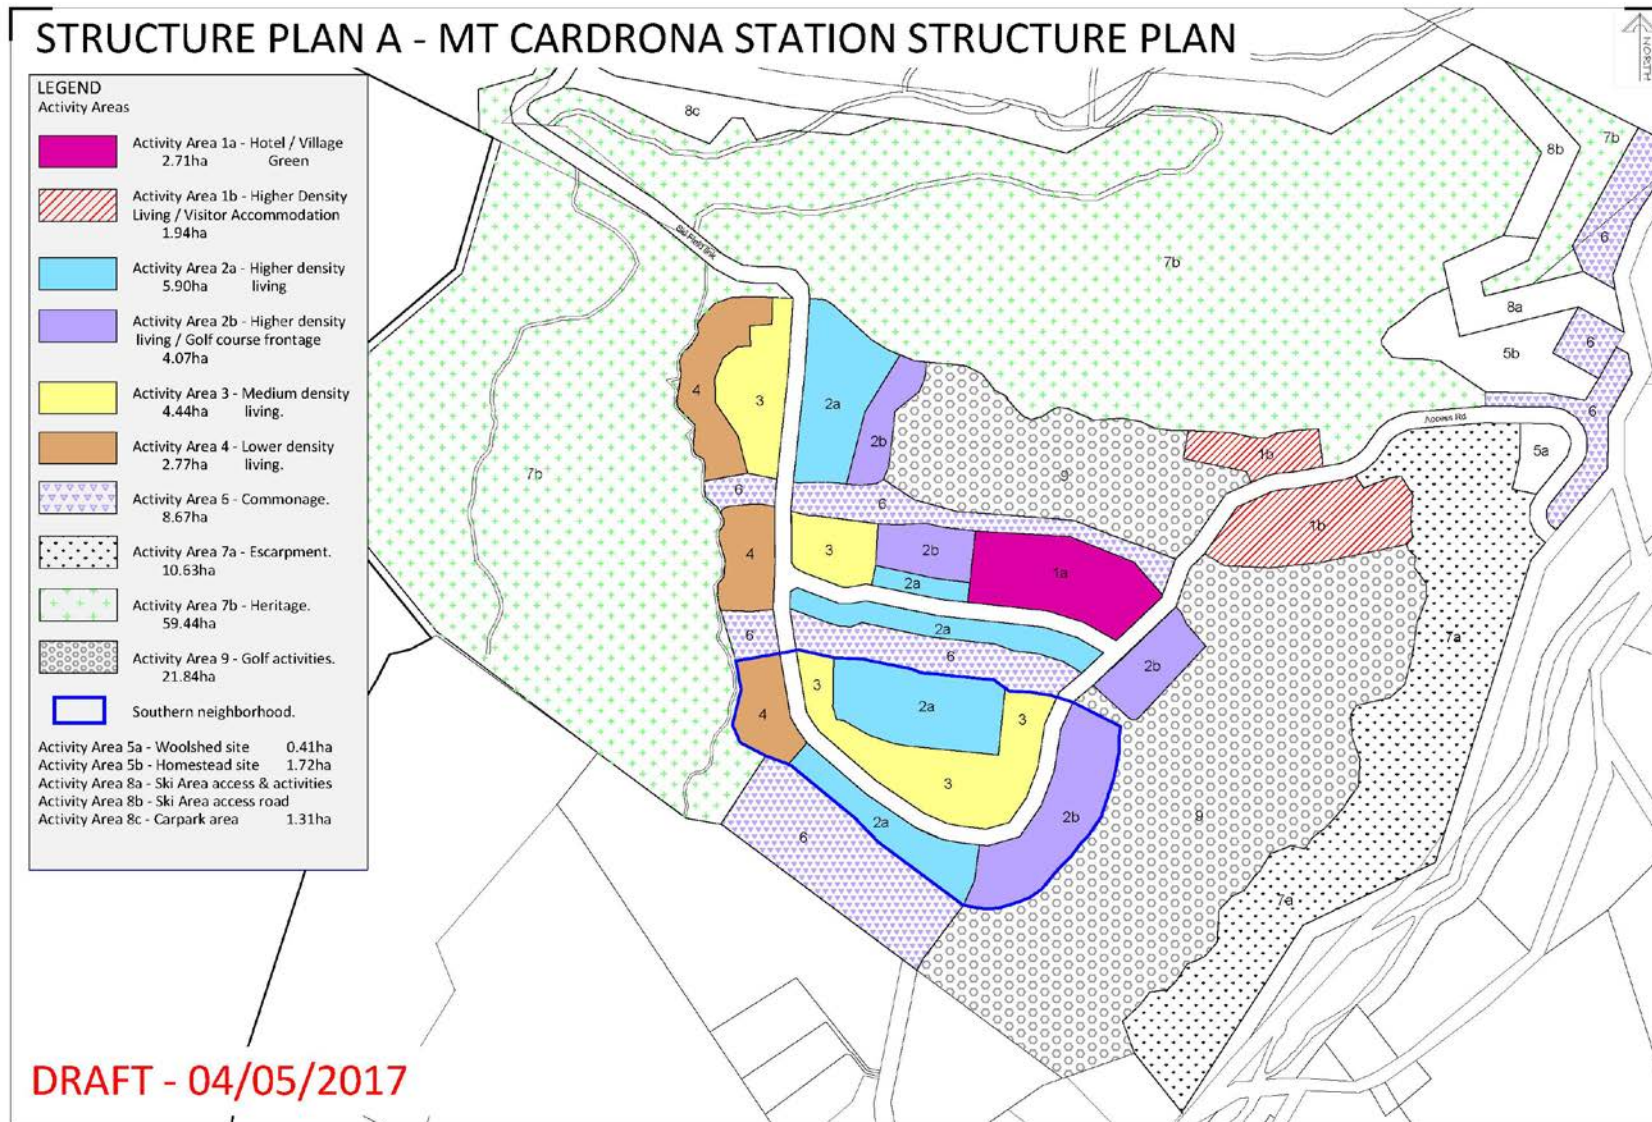 STRUCTURE PLAN A - MT CARDRONA STATION STRUCTURE PLAN
NORTH
LEGEND
Activity Areas
Activity Area 1a - Hotel / Village
2.71ha Green
Activity Area 1b - Higher Density
Living / Visitor Accommodation
1.94ha
Activity Area 2a - Higher density
5.90ha living
Activity Area 2b - Higher density
living / Golf course frontage
4.07ha
Activity Area 3 - Medium density
4.44ha living.
Activity Area 4 - Lower density
2.77ha living.
Activity Area 6 - Commonage.
8.67ha
Activity Area 7a - Escarpment.
10.63ha
Activity Area 7b - Heritage.
59.44ha
Activity Area 9 - Golf activities.
21.84ha
Southern neighborhood.
Activity Area 5a - Woolshed site 0.41ha
Activity Area 5b - Homestead site 1.72ha
Activity Area 8a - Ski Area access & activities
Activity Area 8b - Ski Area access road
Activity Area 8c - Carpark area 1.31ha
8c
7b
8b
6
Ski Field link
7b
8a
6
5b
4
3
2a
6
Access Rd
2b
5a
1b
7b
9
6
6
1b
4
3
2b
1a
2a
2a
6
7a
6
2b
3
4
2a
3
3
2b
9
2a
6
7a
DRAFT - 04/05/2017